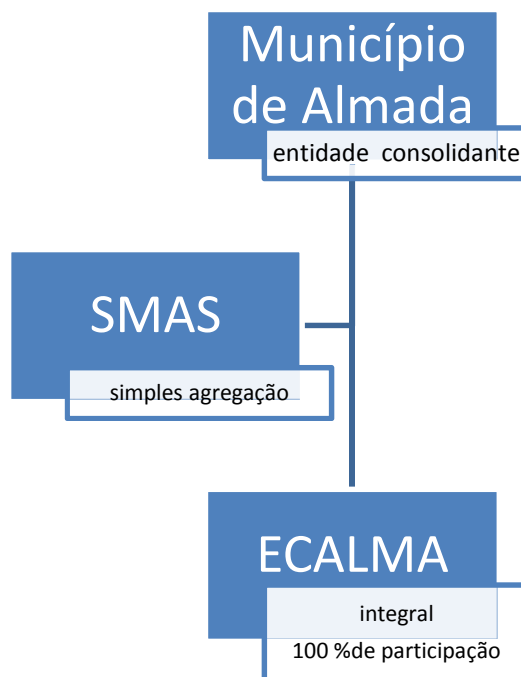 Município
de Almada
entidade consolidante
SMAS
simples agregação
ECALMA
integral
100 %de participação